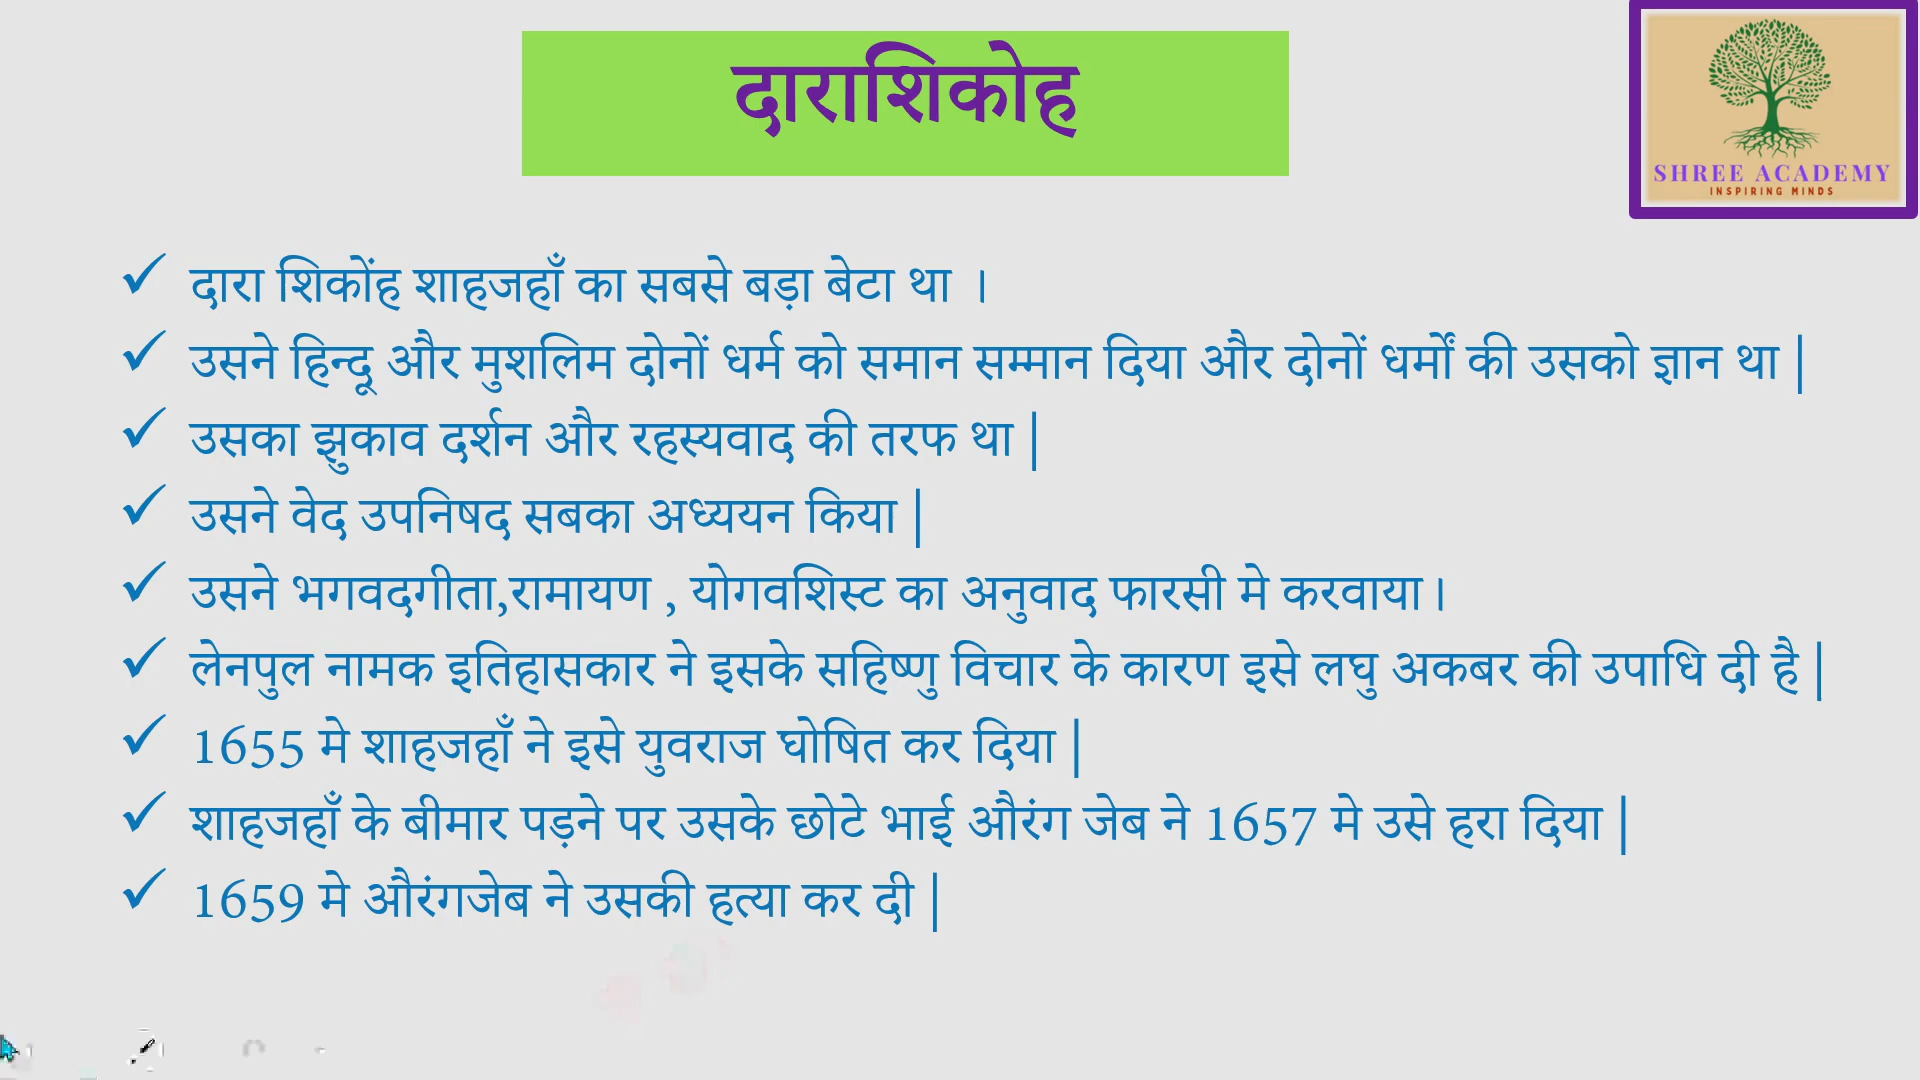 दाराशिकोह
SHREE ACADEMY
INSPIRING MINDS
दारा शिकोंह शाहजहाँ का सबसे बड़ा बेटा था ।
उसने हिन्दू और मुशलिम दोनों धर्म को समान सम्मान दिया और दोनों धर्मों की उसको ज्ञान था |
उसका झुकाव दर्शन और रहस्यवाद की तरफ था |
उसने वेद उपनिषद सबका अध्ययन किया |
उसने भगवदगीता,रामायण , योगवशिस्ट का अनुवाद फारसी मे करवाया।
लेनपुल नामक इतिहासकार ने इसके सहिष्णु विचार के कारण इसे लघु अकबर की उपाधि दी है |
1655 मे शाहजहाँ ने इसे युवराज घोषित कर दिया |
शाहजहाँ के बीमार पड़ने पर उसके छोटे भाई औरंग जेब ने 1657 मे उसे हरा दिया |
1659 मे औरंगजेब ने उसकी हत्या कर दी |